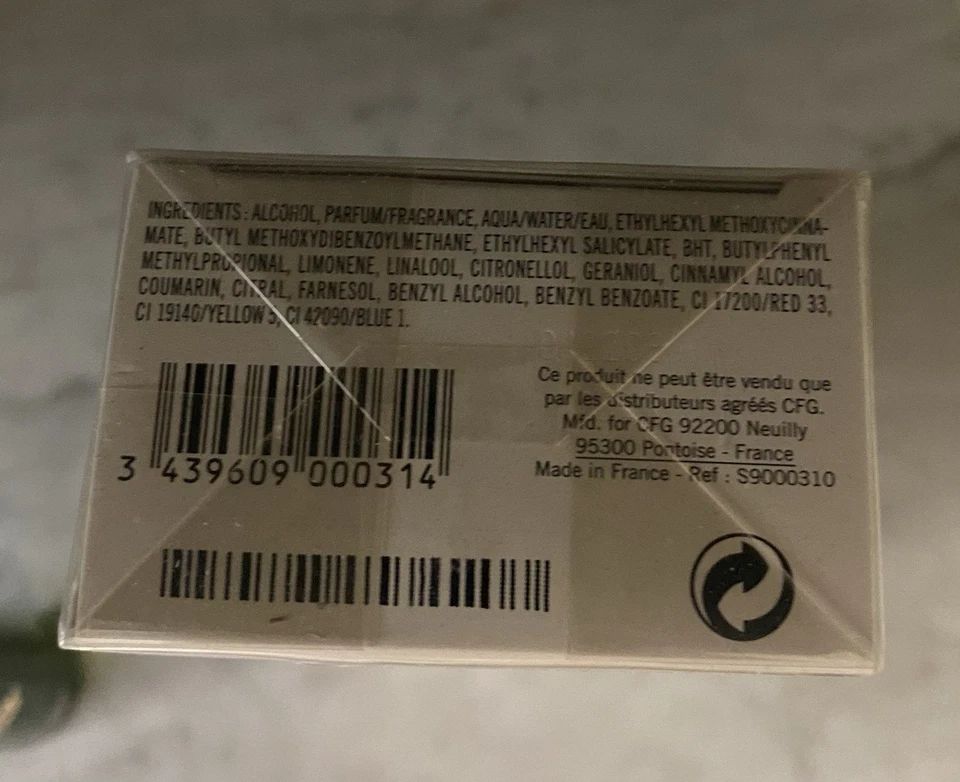 INGREDIENTS : ALCOHOL, PARFUM/FRAGRANCE, AQUA/WATER/EAU, ETHYLHEXYL METHOXYCINNA-
MATE, BUTYL METHOXYDIBENZOYLMETHANE, ETHYLHEXYL SALICYLATE, BHT, BUTYLPHENYL
METHYLPROPIONAL, LIMONENE, LINALOOL, CITRONELLOL, GERANIOL, CINNAMYL ALCOHOL,
COUMARIN, CITRAL, FARNESOL, BENZYL ALCOHOL, BENZYL BENZOATE, CI 17200/RED 33,
CI 19140/YELLOW 5, CI 42090/BLUE 1.
Ce produit ne peut être vendu que
par les distributeurs agréés CFG.
Mfd. for CFG 92200 Neuilly
95300 Pontoise - France
Made in France - Ref : S9000310
3 439609 000314